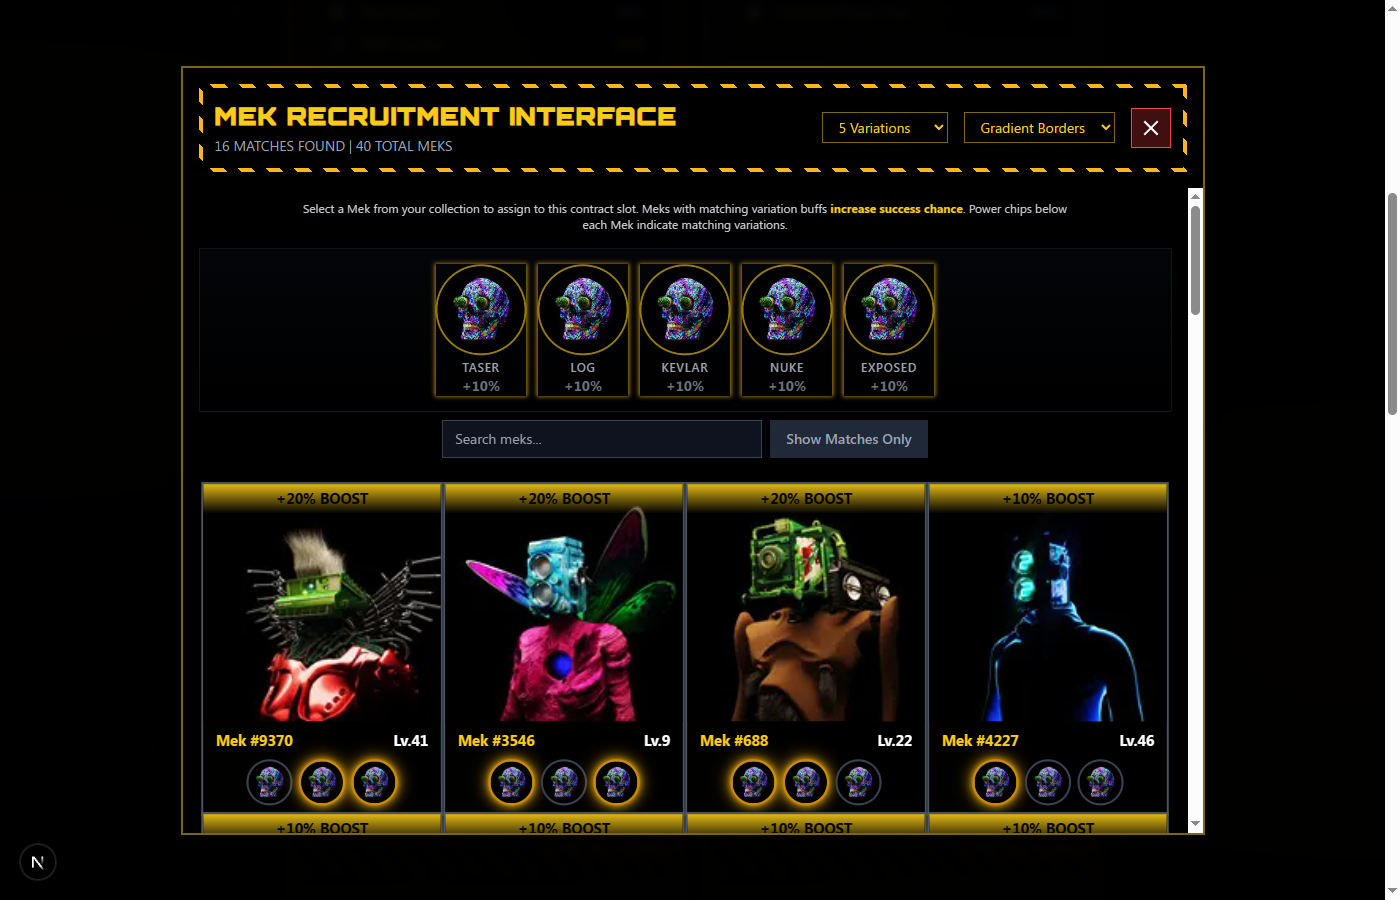 MEK RECRUITMENT INTERFACE
16 MATCHES FOUND | 40 TOTAL MEKS
5 Variations
Gradient Borders
Select a Mek from your collection to assign to this contract slot. Meks with matching variation buffs increase success chance. Power chips below
each Mek indicate matching variations.
TASER
+10%
LOG
+10%
KEVLAR
+10%
NUKE
+10%
EXPOSED
+10%
Search meks...
Show Matches Only
+20% BOOST
+20% BOOST
+20% BOOST
+10% BOOST
Mek #9370 Lv.41
Mek #3546 Lv.9
Mek #688 Lv.22
Mek #4227 Lv.46
+10% BOOST
+10% BOOST
+10% BOOST
+10% BOOST
N